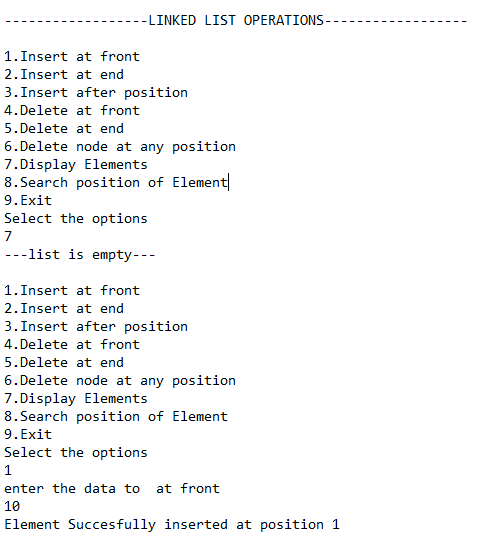 ------------------LINKED LIST OPERATIONS------------------
1.Insert at front
2.Insert at end
3.Insert after position
4.Delete at front
5.Delete at end
6.Delete node at any position
7.Display Elements
8.Search position of Element
9.Exit
Select the options
7
---list is empty---
1.Insert at front
2.Insert at end
3.Insert after position
4.Delete at front
5.Delete at end
6.Delete node at any position
7.Display Elements
8.Search position of Element
9.Exit
Select the options
1
enter the data to  at front
10
Element Succesfully inserted at position 1